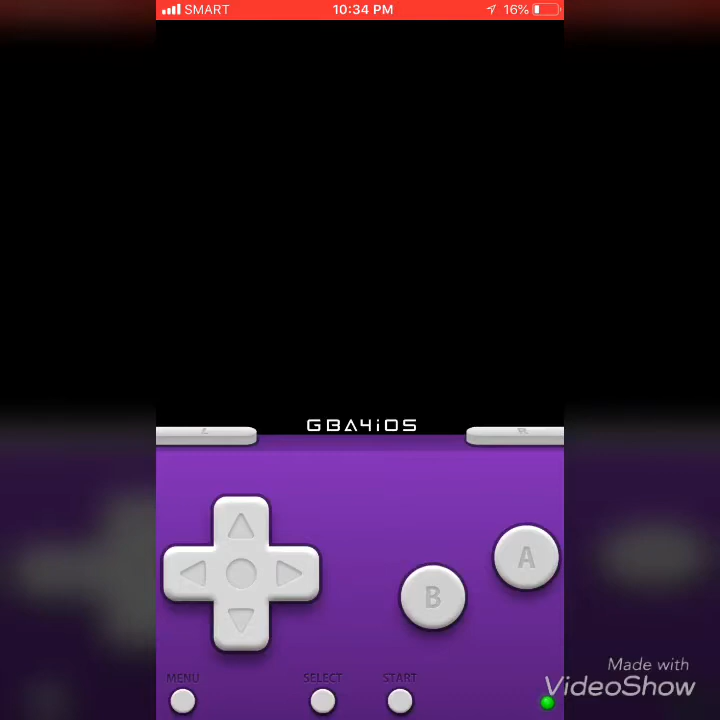 SMART 10:34 PM 16%
GBA4iOS
L R
A
B
MENU SELECT START
Made with
VideoShow